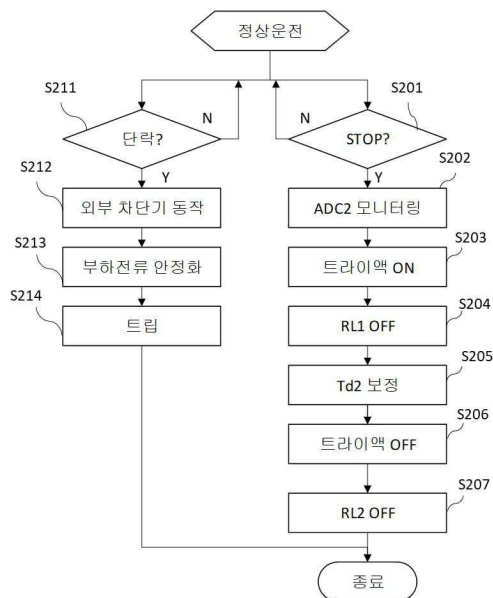 정상운전
S211
단락?
N
Y
S212
외부 차단기 동작
S213
부하전류 안정화
S214
트립
S201
STOP?
N
Y
S202
ADC2 모니터링
S203
트라이액 ON
S204
RL1 OFF
S205
Td2 보정
S206
트라이액 OFF
S207
RL2 OFF
종료